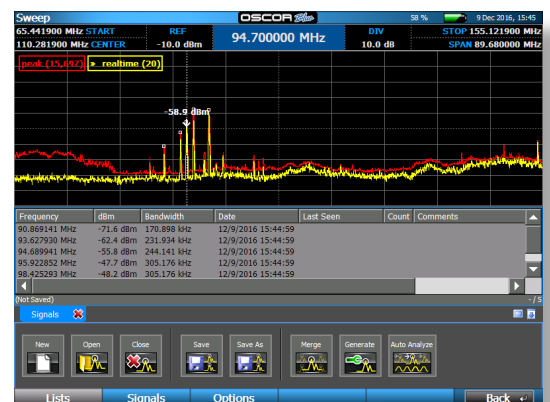 Sweep OSCOR Blue 58 % 9 Dec 2016, 15:45
65.441900 MHz START REF 94.700000 MHz DIV STOP 155.121900 MHz
110.281900 MHz CENTER -10.0 dBm 10.0 dB SPAN 89.680000 MHz
peak (15,697) » realtime (20)
-58.9 dBm
Frequency dBm Bandwidth Date Last Seen Count Comments
90.869141 MHz -71.6 dBm 170.898 kHz 12/9/2016 15:44:59
93.627930 MHz -62.4 dBm 231.934 kHz 12/9/2016 15:44:59
94.689941 MHz -55.8 dBm 244.141 kHz 12/9/2016 15:44:59
95.922852 MHz -47.7 dBm 305.176 kHz 12/9/2016 15:44:59
98.425293 MHz -48.2 dBm 305.176 kHz 12/9/2016 15:44:59
(Not Saved) - / 5
Signals
New Open Close Save Save As Merge Generate Auto Analyze
Lists Signals Options Back